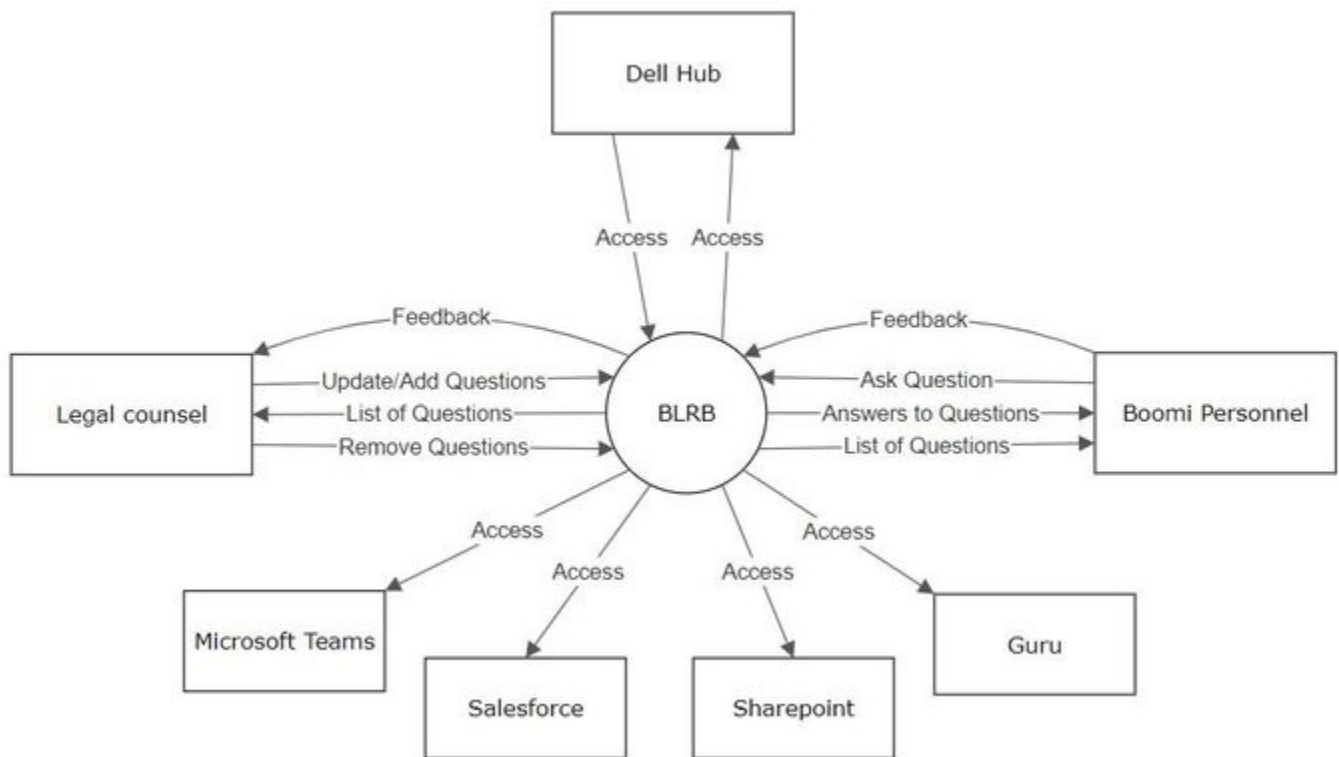 Dell Hub
Access
Access
Feedback
Feedback
Legal counsel
Update/Add Questions
List of Questions
Remove Questions
BLRB
Ask Question
Answers to Questions
List of Questions
Boomi Personnel
Access
Access
Access
Access
Microsoft Teams
Salesforce
Sharepoint
Guru